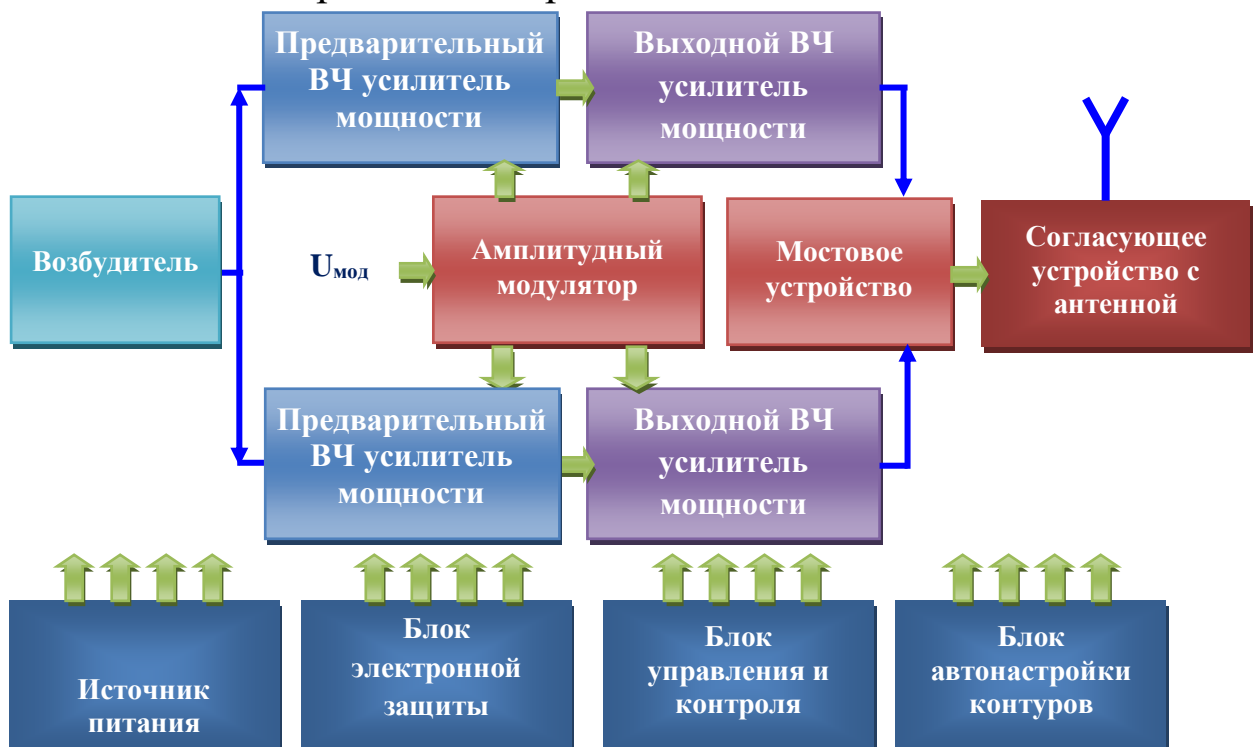 Предварительный
ВЧ усилитель
мощности
Выходной ВЧ
усилитель
мощности
Возбудитель
Uмод
Амплитудный
модулятор
Мостовое
устройство
Согласующее
устройство с
антенной
Предварительный
ВЧ усилитель
мощности
Выходной ВЧ
усилитель
мощности
Источник
питания
Блок
электронной
защиты
Блок
управления и
контроля
Блок
автонастройки
контуров